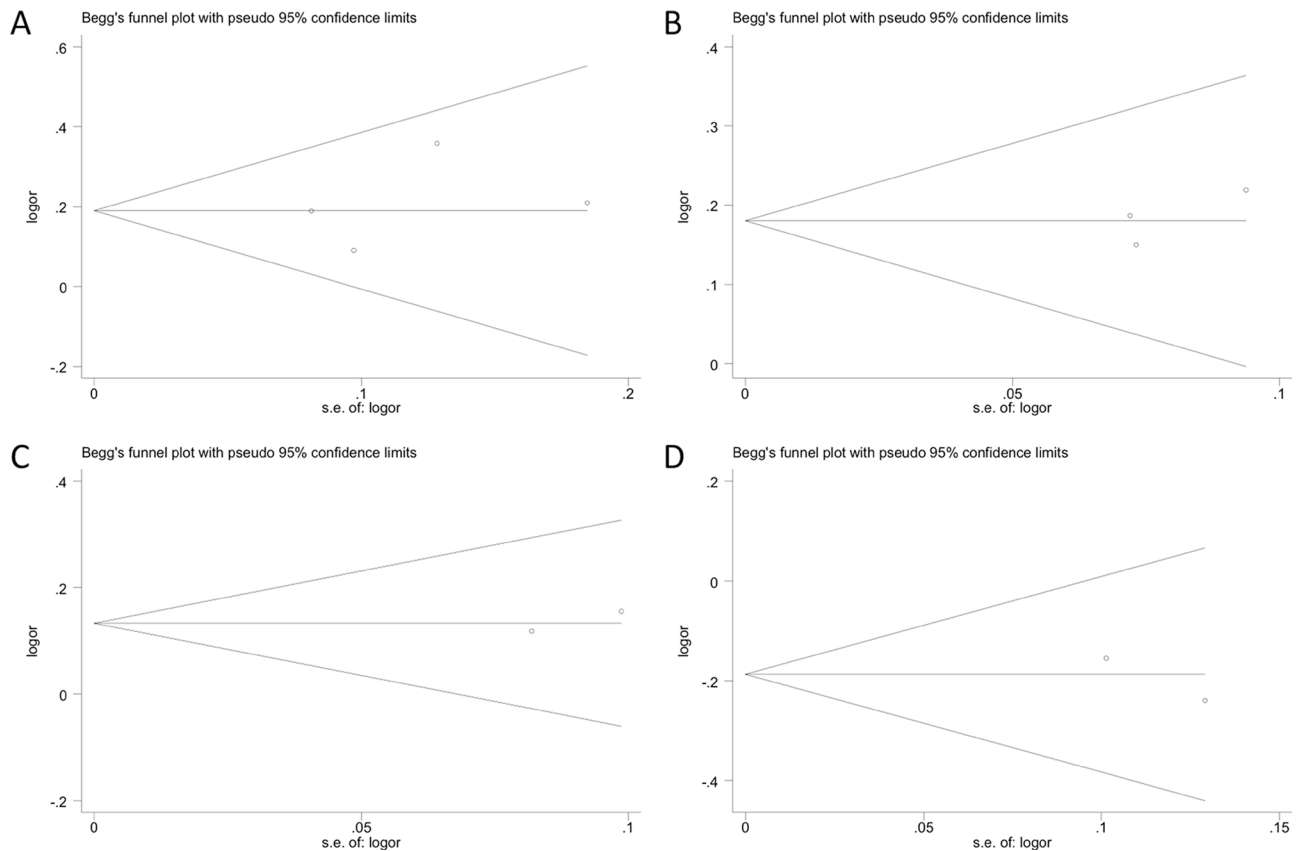 A
Begg's funnel plot with pseudo 95% confidence limits
.6
.4
.2
0
-.2
logor
0 .1 .2
s.e. of: logor
B
Begg's funnel plot with pseudo 95% confidence limits
.4
.3
.2
.1
0
logor
0 .05 .1
s.e. of: logor
C
Begg's funnel plot with pseudo 95% confidence limits
.4
.2
0
-.2
logor
0 .05 .1
s.e. of: logor
D
Begg's funnel plot with pseudo 95% confidence limits
.2
0
-.2
-.4
logor
0 .05 .1 .15
s.e. of: logor